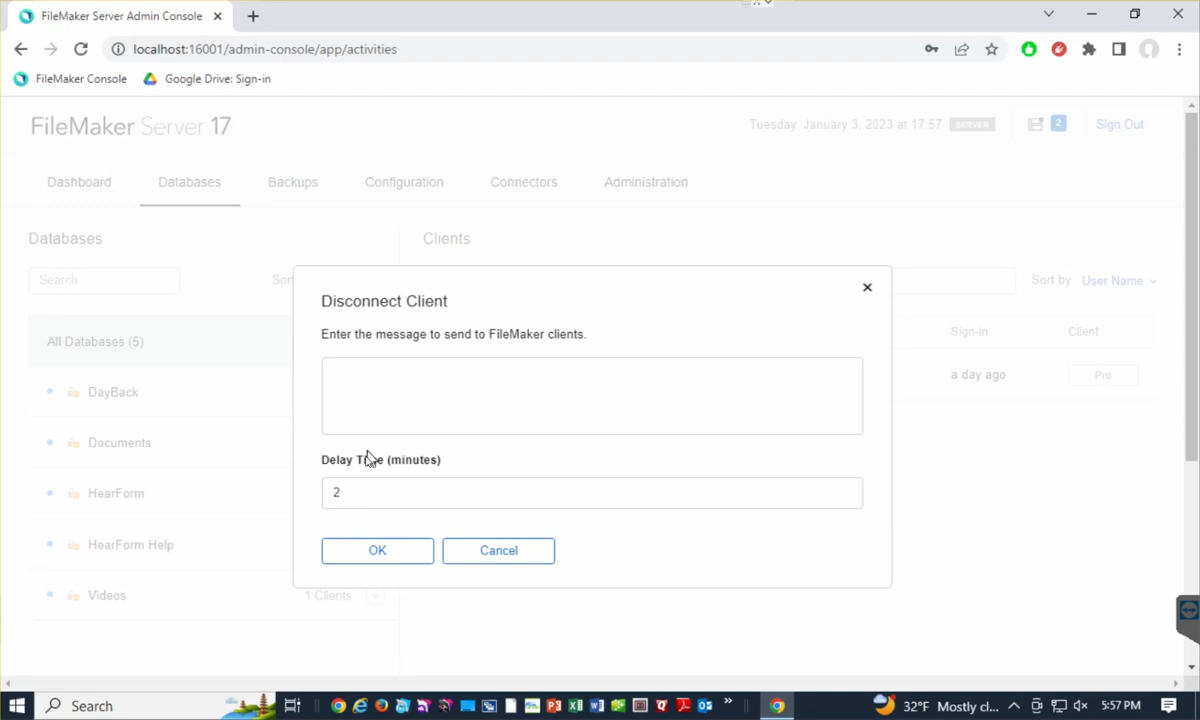 FileMaker Server Admin Console
localhost:16001/admin-console/app/activities
FileMaker Console
Google Drive: Sign-in
FileMaker Server 17
Tuesday, January 3, 2023 at 17:57
SERVER
2
Sign Out
Dashboard
Databases
Backups
Configuration
Connectors
Administration
Databases
Clients
Search
Sor
Sort by User Name
Disconnect Client
Enter the message to send to FileMaker clients.
All Databases (5)
Sign-in
Client
a day ago
Pro
DayBack
Documents
Delay Time (minutes)
2
HearForm
HearForm Help
OK
Cancel
Videos
1 Clients
Search
32°F Mostly cl...
5:57 PM